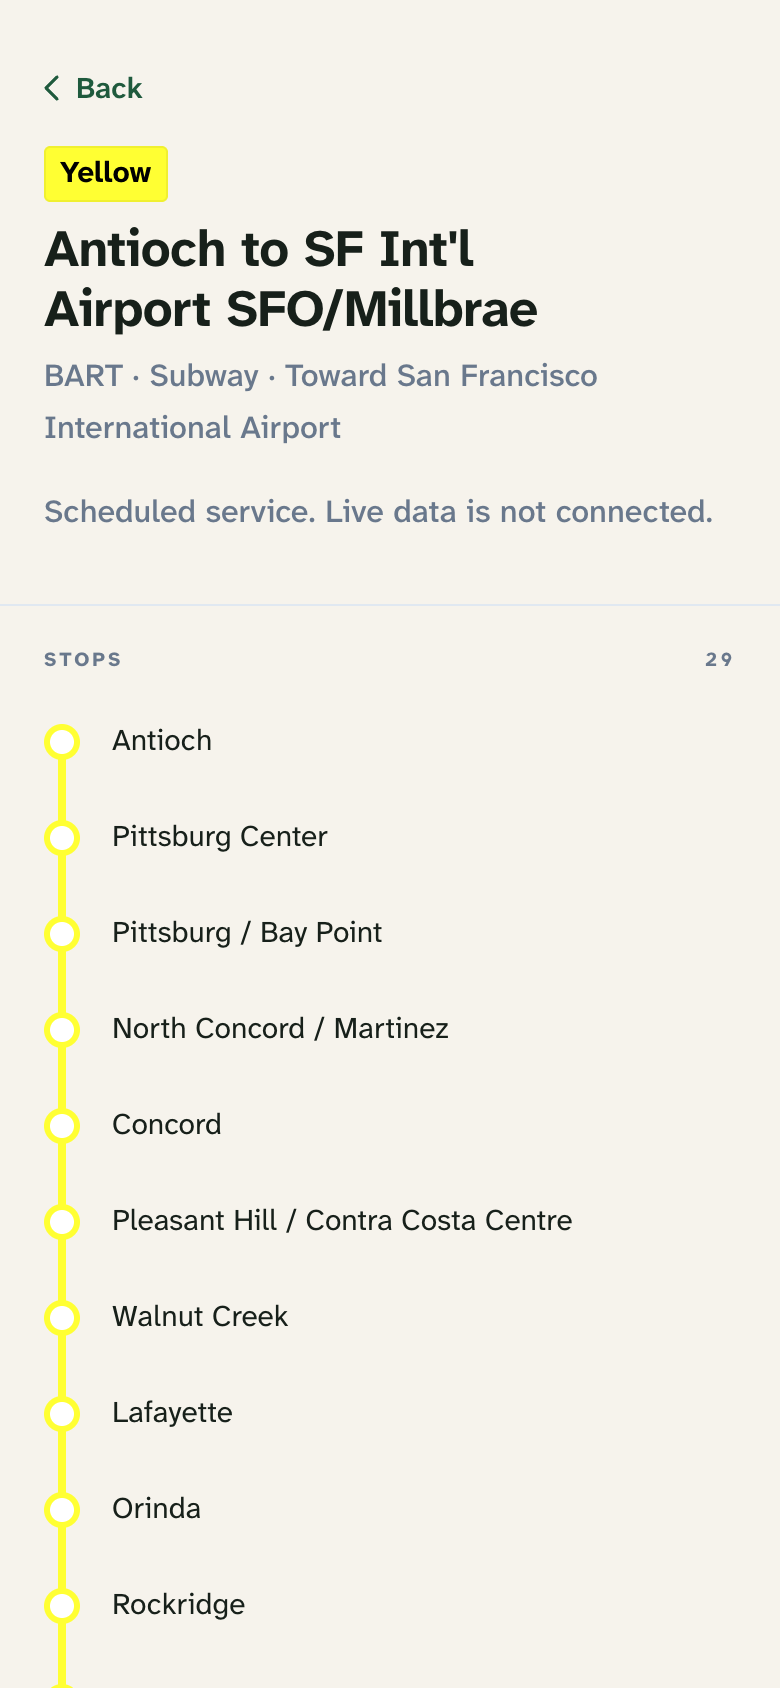 Back
Yellow
Antioch to SF Int'l
Airport SFO/Millbrae
BART · Subway · Toward San Francisco
International Airport
Scheduled service. Live data is not connected.
STOPS 29
Antioch
Pittsburg Center
Pittsburg / Bay Point
North Concord / Martinez
Concord
Pleasant Hill / Contra Costa Centre
Walnut Creek
Lafayette
Orinda
Rockridge